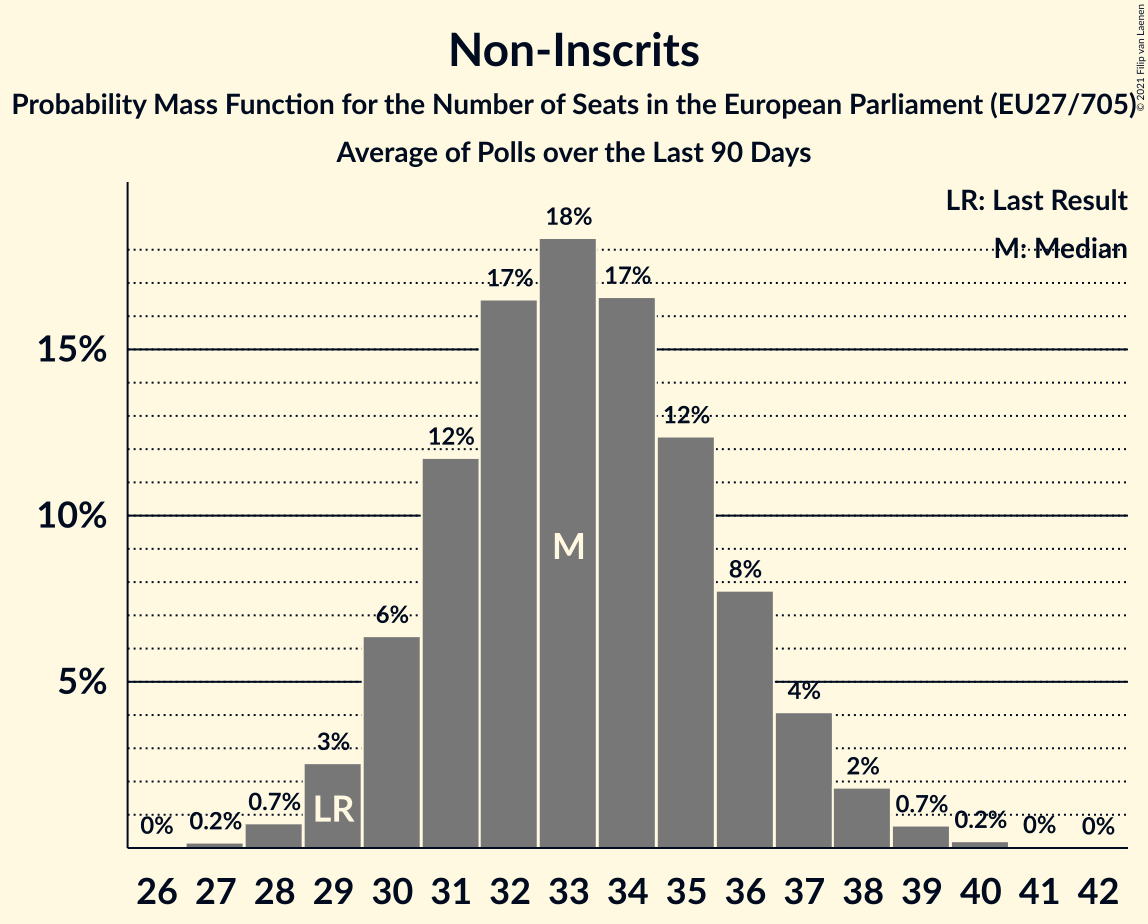 Non-Inscrits
Probability Mass Function for the Number of Seats in the European Parliament (EU27/705)
Average of Polls over the Last 90 Days
© 2021 Filip van Laenen
LR: Last Result
M: Median
15%
10%
5%
0%
0.2%
0.7%
3%
6%
12%
17%
18%
17%
12%
8%
4%
2%
0.7%
0.2%
0%
0%
LR
M
26 27 28 29 30 31 32 33 34 35 36 37 38 39 40 41 42